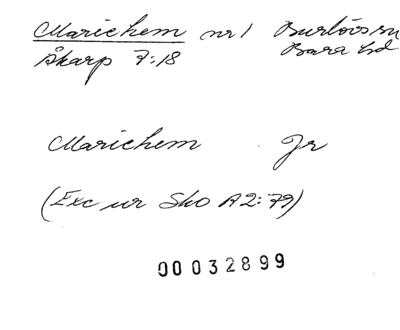 Marichem nr 1 Burlövs sn
Åkarp 7:18 Bara hd
Marichem Jr
(Exc ur Sko A2:79)
00032899